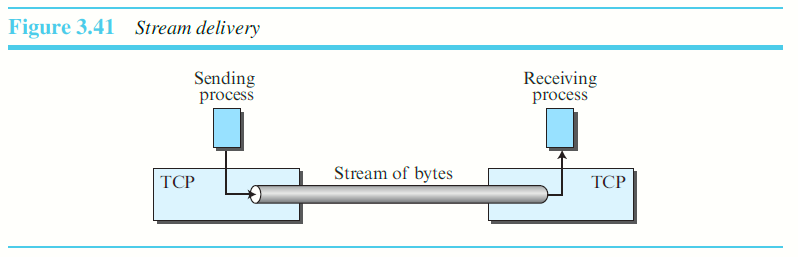 Figure 3.41 Stream delivery
Sending
process
Receiving
process
TCP
Stream of bytes
TCP